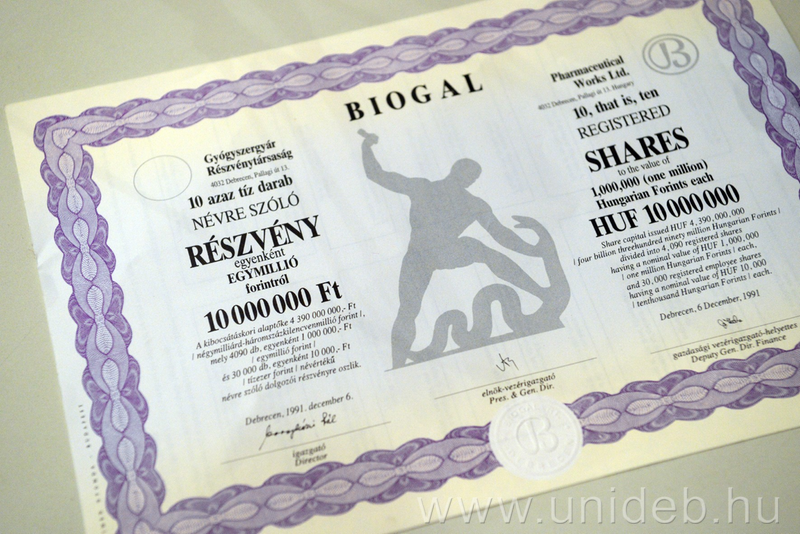 BIOGAL
Gyógyszergyár
Részvénytársaság
4032 Debrecen, Pallagi út 13.
10 azaz tíz darab
NÉVRE SZÓLÓ
RÉSZVÉNY
egyenként
EGYMILLIÓ
forintról
10 000 000 Ft
A kibocsátáskori alaptőke 4 390 000 000,- Ft
/ négymilliárd-háromszázkilencvenmillió forint /,
mely 4090 db, egyenként 1 000 000,- Ft
/ egymillió forint /
és 30 000 db, egyenként 10 000,- Ft
/ tízezer forint / névértékű
névre szóló dolgozói részvényre oszlik.
Debrecen, 1991. december 6.
igazgató
Director
elnök-vezérigazgató
Pres. & Gen. Dir.
B
Pharmaceutical
Works Ltd.
4032 Debrecen, Pallagi út 13. Hungary
10, that is, ten
REGISTERED
SHARES
to the value of
1,000,000 (one million)
Hungarian Forints each
HUF 10 000 000
Share capital issued HUF 4,390,000,000
/ four billion threehundred ninety million Hungarian Forints /
divided into 4,090 registered shares
having a nominal value of HUF 1,000,000
/ one million Hungarian Forints / each,
and 30,000 registered employee shares
having a nominal value of HUF 10,000
/ tenthousand Hungarian Forints / each.
Debrecen, 6 December, 1991
gazdasági vezérigazgató-helyettes
Deputy Gen. Dir. Finance
B
www.unideb.hu